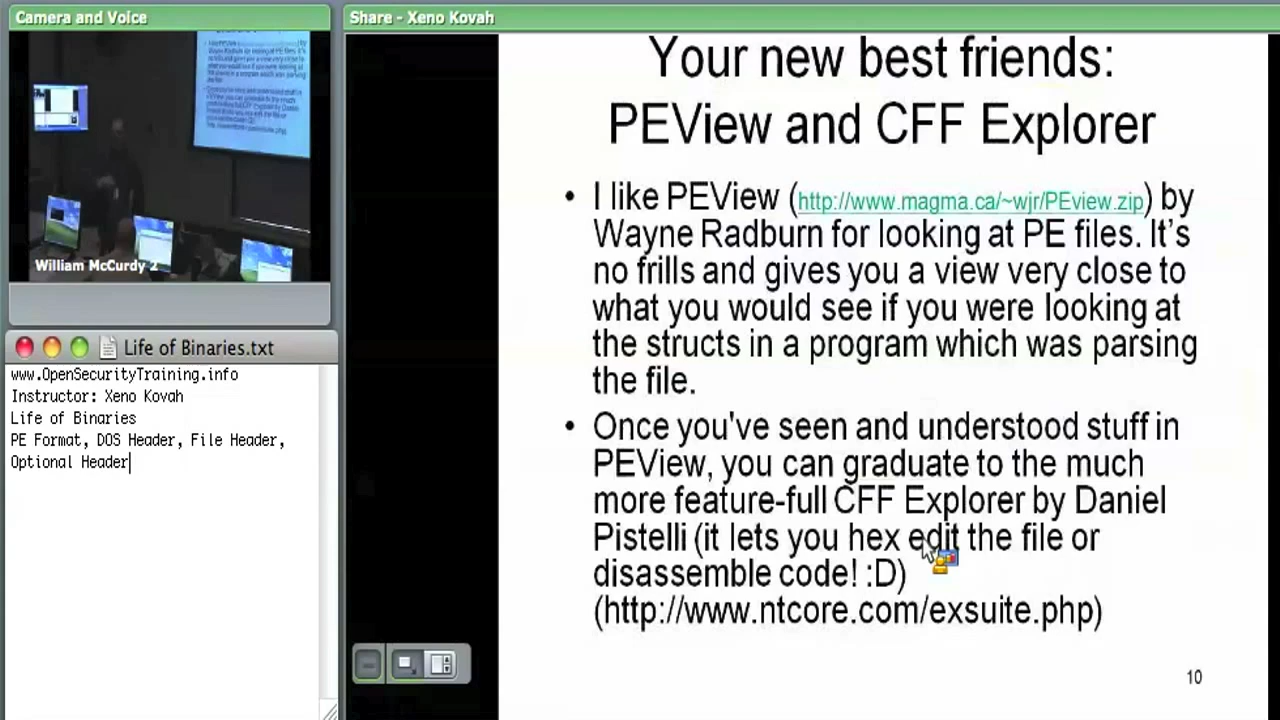 Camera and Voice
William McCurdy 2
Life of Binaries.txt
www.OpenSecurityTraining.info
Instructor: Xeno Kovah
Life of Binaries
PE Format, DOS Header, File Header,
Optional Header
Share - Xeno Kovah
Your new best friends:
PEView and CFF Explorer
• I like PEView (http://www.magma.ca/~wjr/PEview.zip) by
Wayne Radburn for looking at PE files. It's
no frills and gives you a view very close to
what you would see if you were looking at
the structs in a program which was parsing
the file.
• Once you've seen and understood stuff in
PEView, you can graduate to the much
more feature-full CFF Explorer by Daniel
Pistelli (it lets you hex edit the file or
disassemble code! :D)
(http://www.ntcore.com/exsuite.php)
10